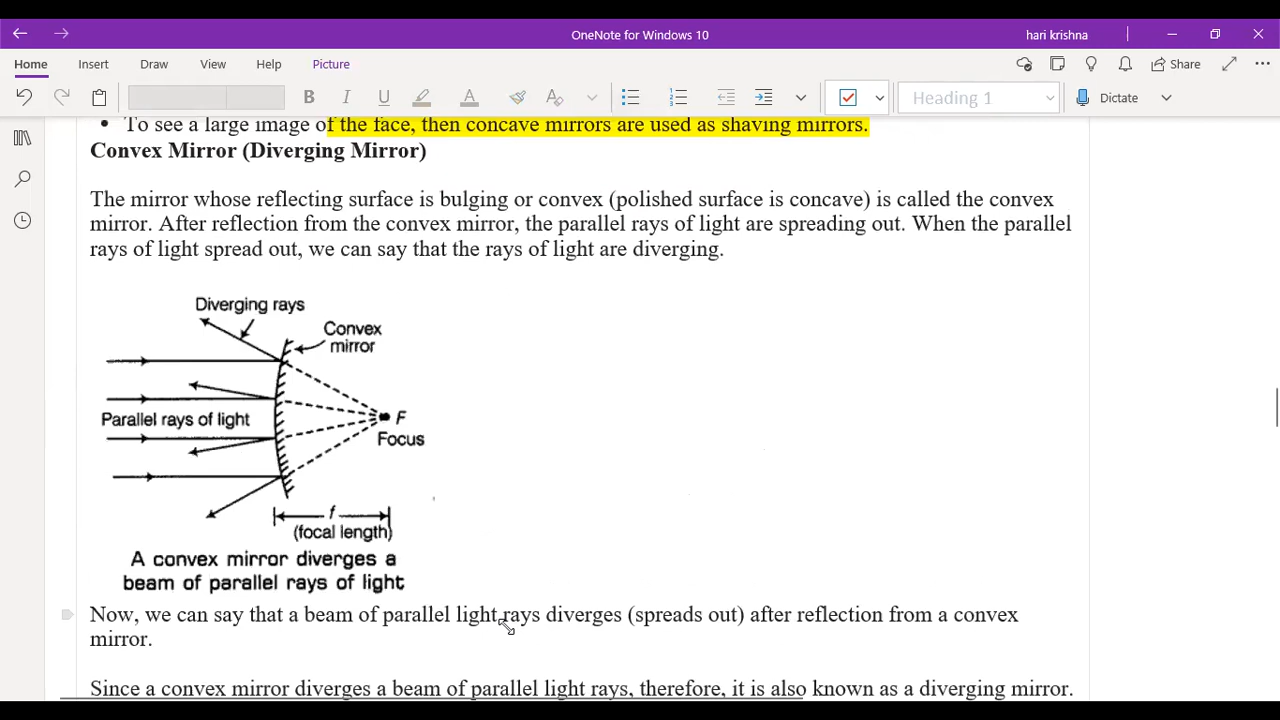 OneNote for Windows 10
hari krishna
Home
Insert
Draw
View
Help
Picture
Share
Heading 1
Dictate
• To see a large image of the face, then concave mirrors are used as shaving mirrors.
Convex Mirror (Diverging Mirror)
The mirror whose reflecting surface is bulging or convex (polished surface is concave) is called the convex
mirror. After reflection from the convex mirror, the parallel rays of light are spreading out. When the parallel
rays of light spread out, we can say that the rays of light are diverging.
Diverging rays
Convex
mirror
Parallel rays of light
F
Focus
f
(focal length)
A convex mirror diverges a
beam of parallel rays of light
Now, we can say that a beam of parallel light rays diverges (spreads out) after reflection from a convex
mirror.
Since a convex mirror diverges a beam of parallel light rays, therefore, it is also known as a diverging mirror.